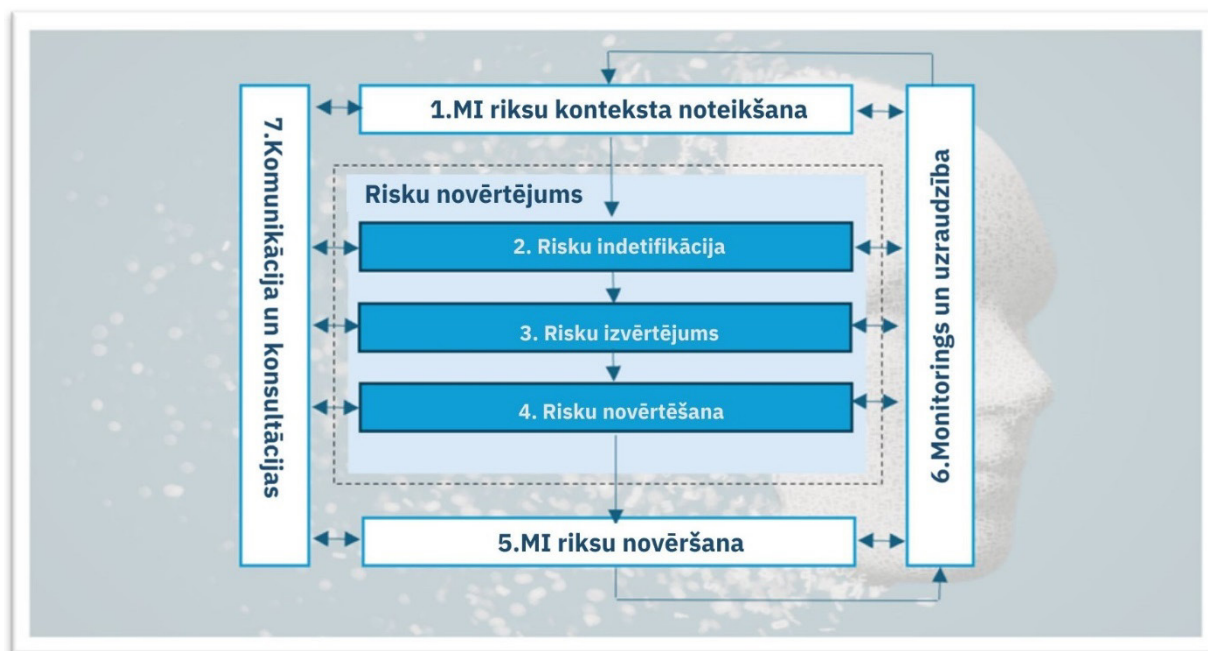 1.MI riksu konteksta noteikšana
7.Komunikācija un konsultācijas
Risku novērtējums
2. Risku indetifikācija
3. Risku izvērtējums
4. Risku novērtēšana
6.Monitorings un uzraudzība
5.MI riksu novēršana